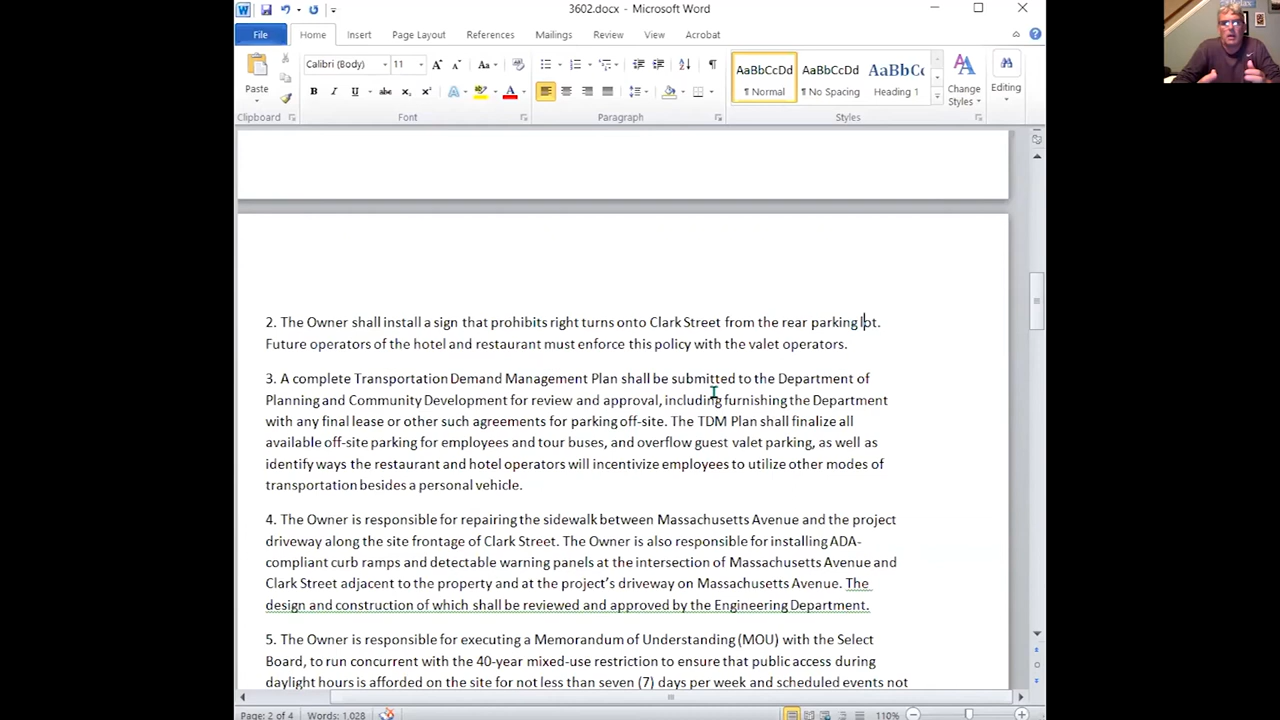 3602.docx - Microsoft Word
File Home Insert Page Layout References Mailings Review View Acrobat
Calibri (Body) 11
AaBbCcDd AaBbCcDd AaBbCc
Paste
¶ Normal ¶ No Spacing Heading 1
Change Styles
Editing
Clipboard Font Paragraph Styles
2. The Owner shall install a sign that prohibits right turns onto Clark Street from the rear parking lot.
Future operators of the hotel and restaurant must enforce this policy with the valet operators.
3. A complete Transportation Demand Management Plan shall be submitted to the Department of
Planning and Community Development for review and approval, including furnishing the Department
with any final lease or other such agreements for parking off-site. The TDM Plan shall finalize all
available off-site parking for employees and tour buses, and overflow guest valet parking, as well as
identify ways the restaurant and hotel operators will incentivize employees to utilize other modes of
transportation besides a personal vehicle.
4. The Owner is responsible for repairing the sidewalk between Massachusetts Avenue and the project
driveway along the site frontage of Clark Street. The Owner is also responsible for installing ADA-
compliant curb ramps and detectable warning panels at the intersection of Massachusetts Avenue and
Clark Street adjacent to the property and at the project's driveway on Massachusetts Avenue. The
design and construction of which shall be reviewed and approved by the Engineering Department.
5. The Owner is responsible for executing a Memorandum of Understanding (MOU) with the Select
Board, to run concurrent with the 40-year mixed-use restriction to ensure that public access during
daylight hours is afforded on the site for not less than seven (7) days per week and scheduled events not
Page: 2 of 4 Words: 1,028 110%